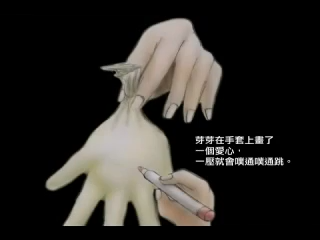 芽芽在手套上畫了
一個愛心，
一壓就會噗通噗通跳。